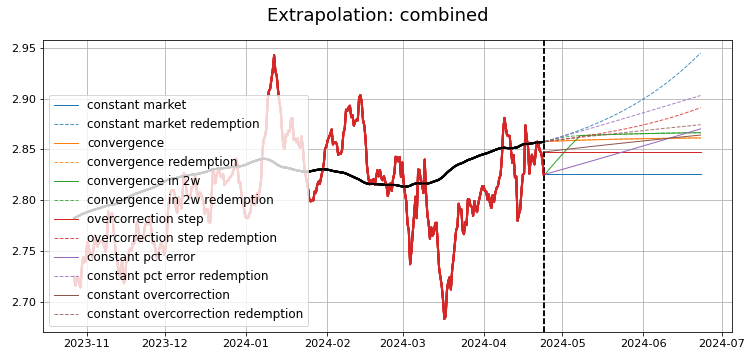 Extrapolation: combined
2.95
2.90
2.85
2.80
2.75
2.70
constant market
constant market redemption
convergence
convergence redemption
convergence in 2w
convergence in 2w redemption
overcorrection step
overcorrection step redemption
constant pct error
constant pct error redemption
constant overcorrection
constant overcorrection redemption
2023-11 2023-12 2024-01 2024-02 2024-03 2024-04 2024-05 2024-06 2024-07